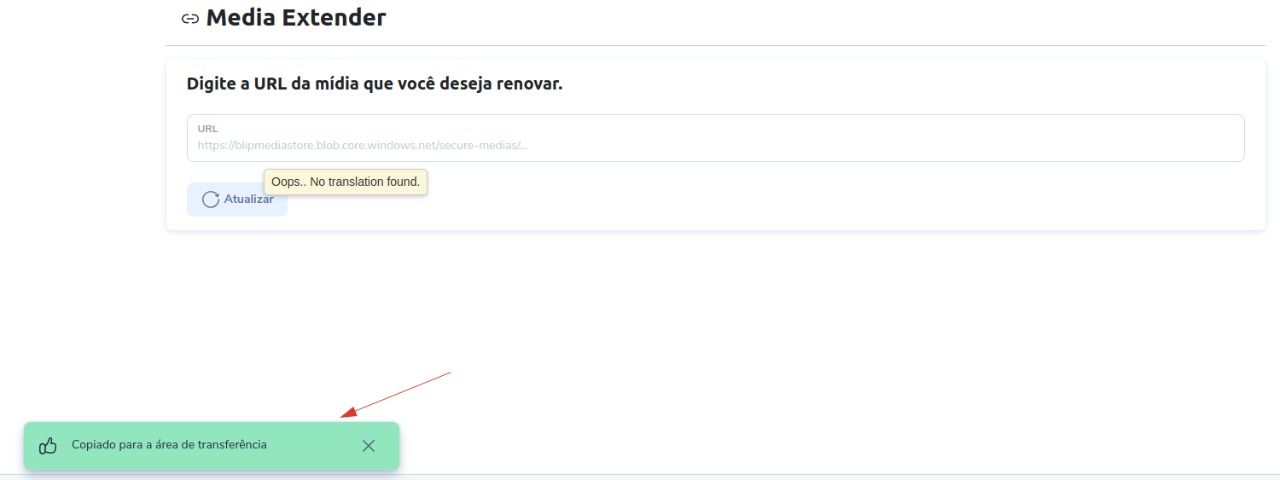 Media Extender
Digite a URL da mídia que você deseja renovar.
URL
https://blipmediastore.blob.core.windows.net/secure-medias/...
Oops.. No translation found.
Atualizar
Copiado para a área de transferência